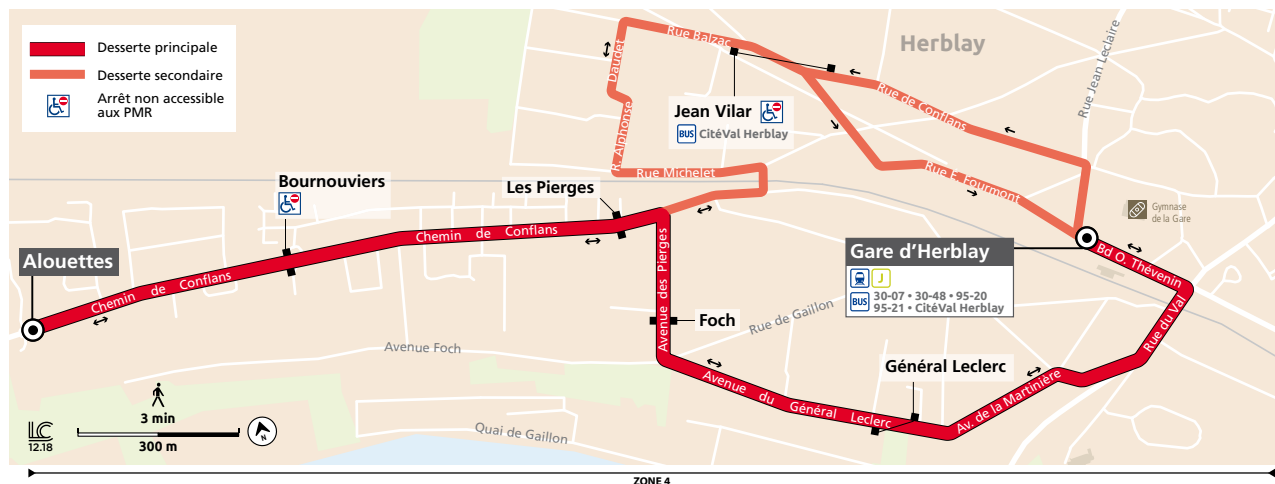 Desserte principale
Desserte secondaire
Arrêt non accessible
aux PMR
Herblay
Rue Jean Leclaire
Rue Balzac
Daudet
R. Alphonse
Jean Vilar
BUS CitéVal Herblay
Rue de Conflans
Rue Michelet
Rue E. Fourmont
Gymnase
de la Gare
Bournouviers
Les Pierges
Alouettes
Chemin de Conflans
Chemin de Conflans
Avenue des Pierges
Gare d'Herblay
J
BUS 30-07 • 30-48 • 95-20
95-21 • CitéVal Herblay
Bd O. Thévenin
Rue du Val
Foch
Rue de Gaillon
Avenue Foch
Général Leclerc
Avenue du Général Leclerc
Av. de la Martinière
Quai de Gaillon
3 min
300 m
N
LC
12.18
ZONE 4